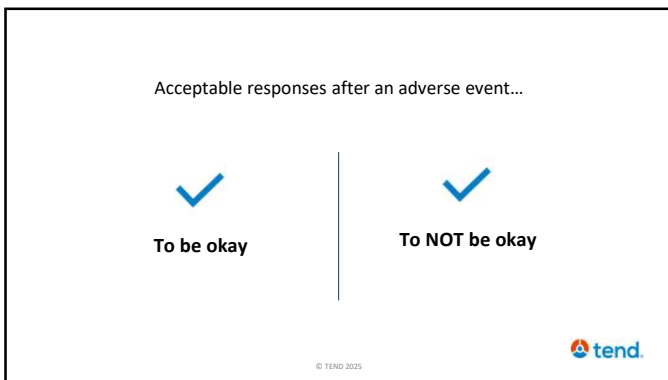 Acceptable responses after an adverse event…
To be okay
To NOT be okay
© TEND 2025
tend.